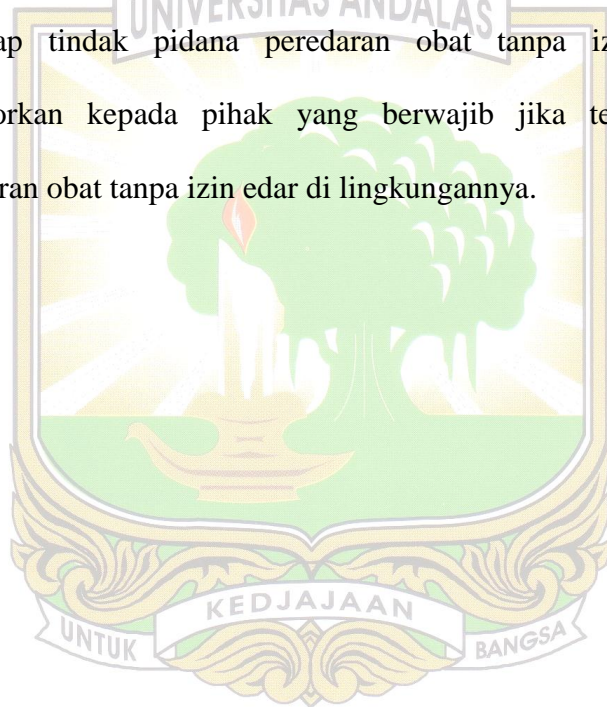 UNIVERSITAS ANDALAS
tindak pidana peredaran obat tanpa
kepada pihak yang berwajib jika
obat tanpa izin edar di lingkungannya.
UNTUK KEDJAJAAN BANGSA